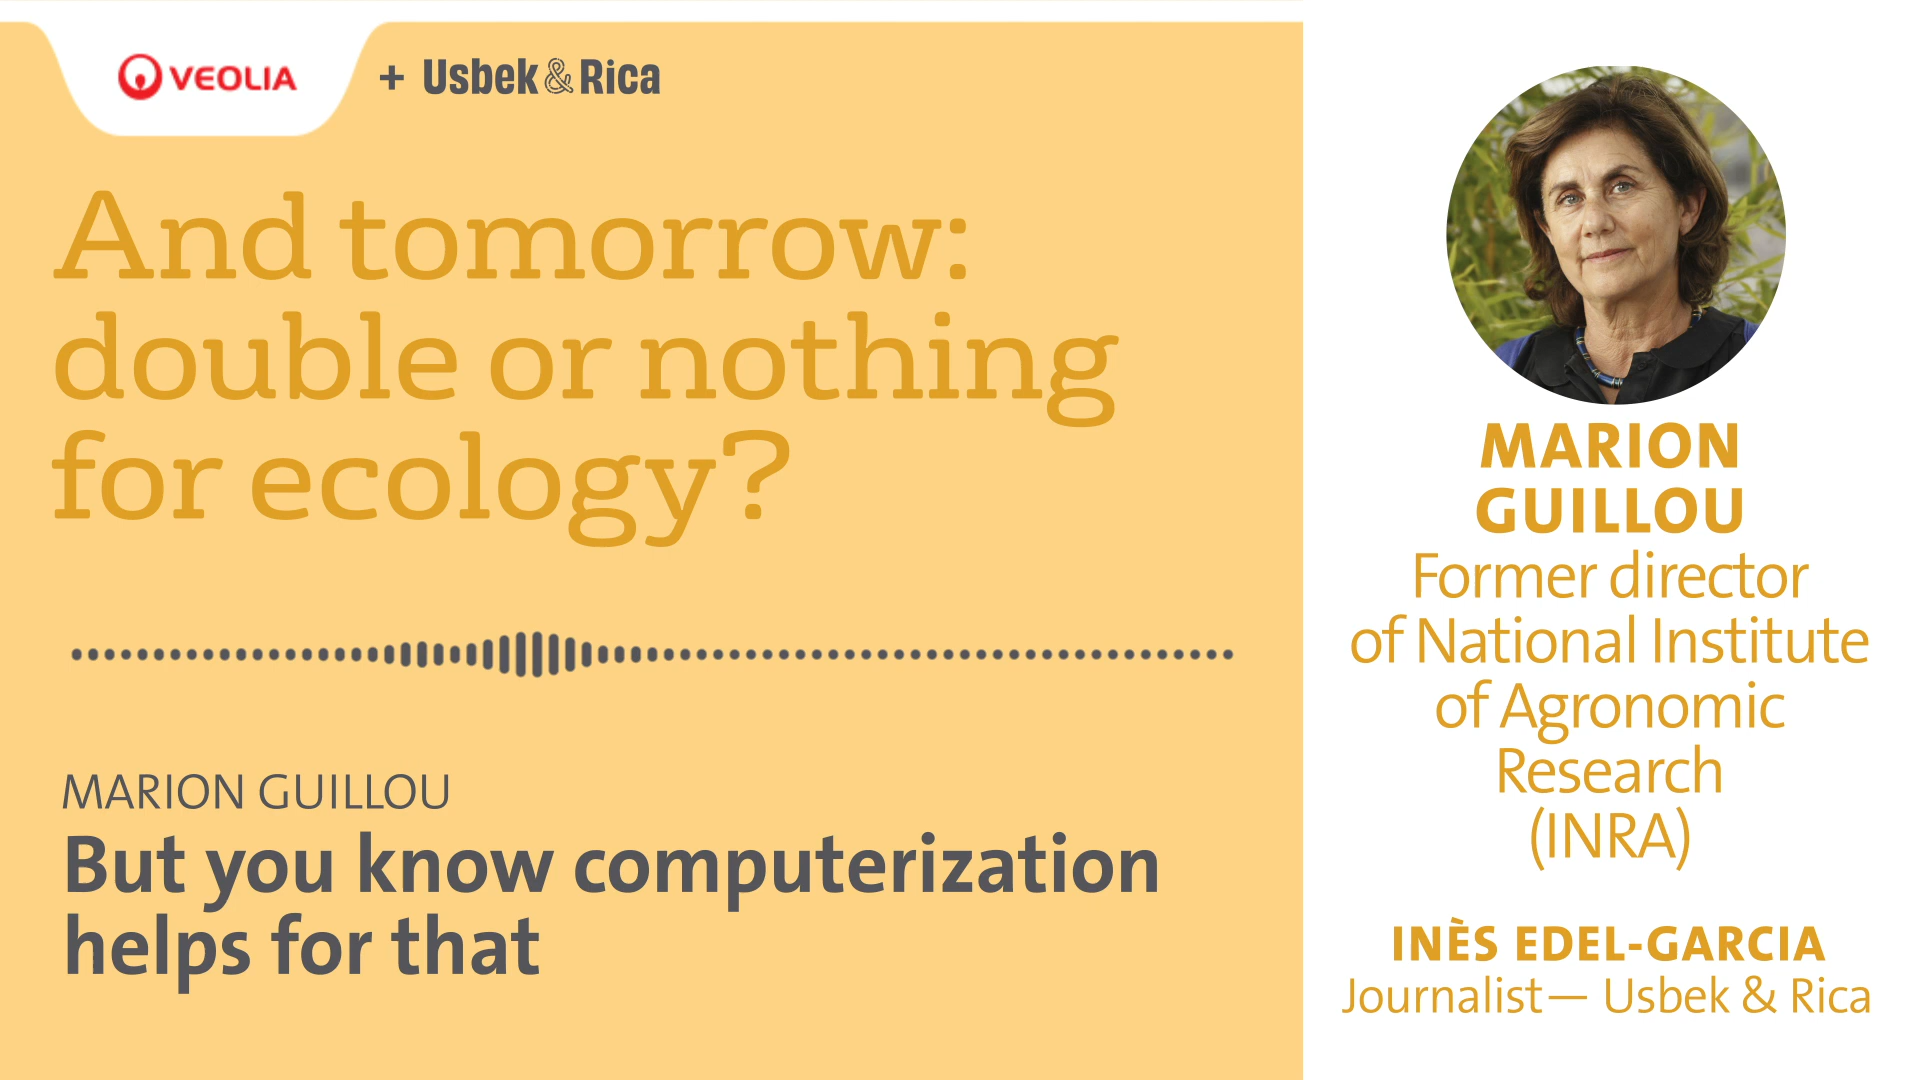 VEOLIA + Usbek & Rica
And tomorrow:
double or nothing
for ecology?
MARION GUILLOU
But you know computerization
helps for that
MARION
GUILLOU
Former director
of National Institute
of Agronomic
Research
(INRA)
INÈS EDEL-GARCIA
Journalist— Usbek & Rica